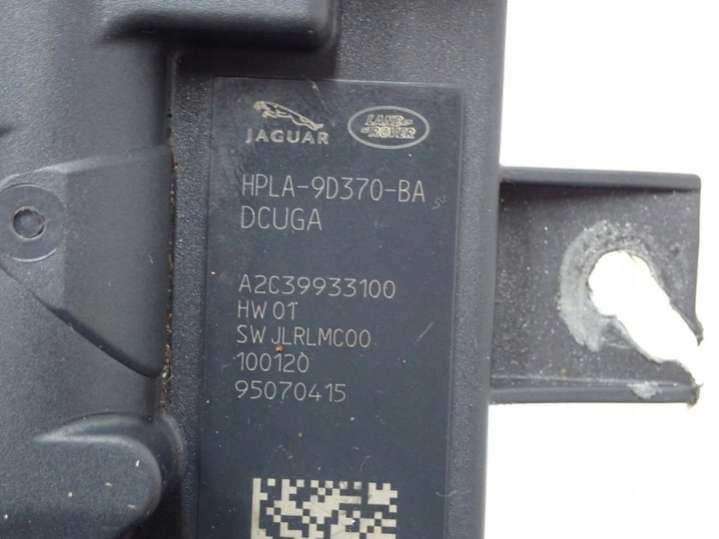 JAGUAR
LAND-
-ROVER
HPLA-9D370-BA
DCUGA
A2C39933100
HW 01
SW JLRLMC00
100120
95070415